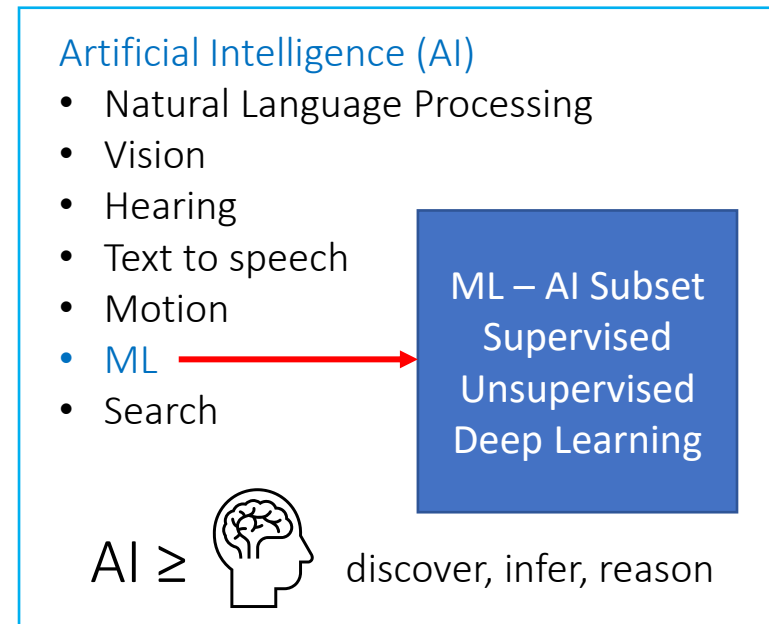 Artificial Intelligence (AI)
• Natural Language Processing
• Vision
• Hearing
• Text to speech
• Motion
• ML
• Search
ML – AI Subset
Supervised
Unsupervised
Deep Learning
AI ≥ discover, infer, reason